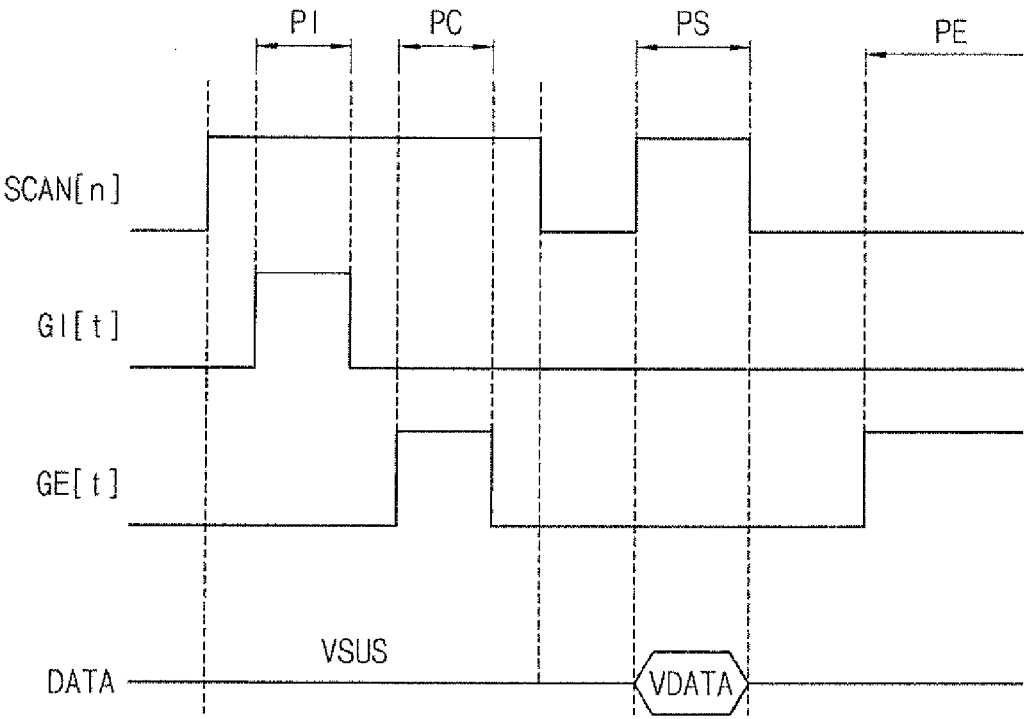 PI PC PS PE
SCAN[n]
GI[t]
GE[t]
VSUS
DATA VDATA